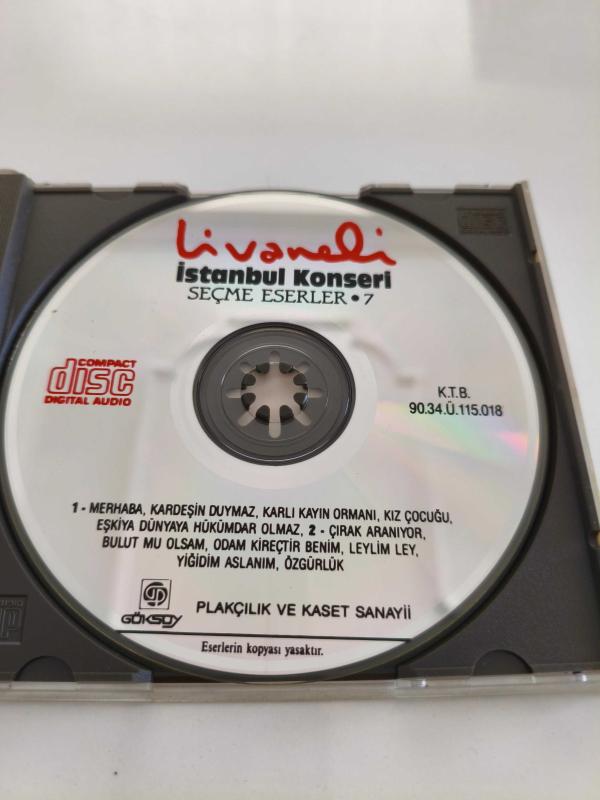 Livaneli
İstanbul Konseri
SEÇME ESERLER • 7
COMPACT
disc
DIGITAL AUDIO
K.T.B.
90.34.Ü.115.018
1 - MERHABA, KARDEŞİN DUYMAZ, KARLI KAYIN ORMANI, KIZ ÇOCUĞU,
EŞKİYA DÜNYAYA HÜKÜMDAR OLMAZ, 2 - ÇIRAK ARANIYOR,
BULUT MU OLSAM, ODAM KİREÇTİR BENİM, LEYLİM LEY,
YİĞİDİM ASLANIM, ÖZGÜRLÜK
GÖKSOY
PLAKÇILIK VE KASET SANAYİİ
Eserlerin kopyası yasaktır.